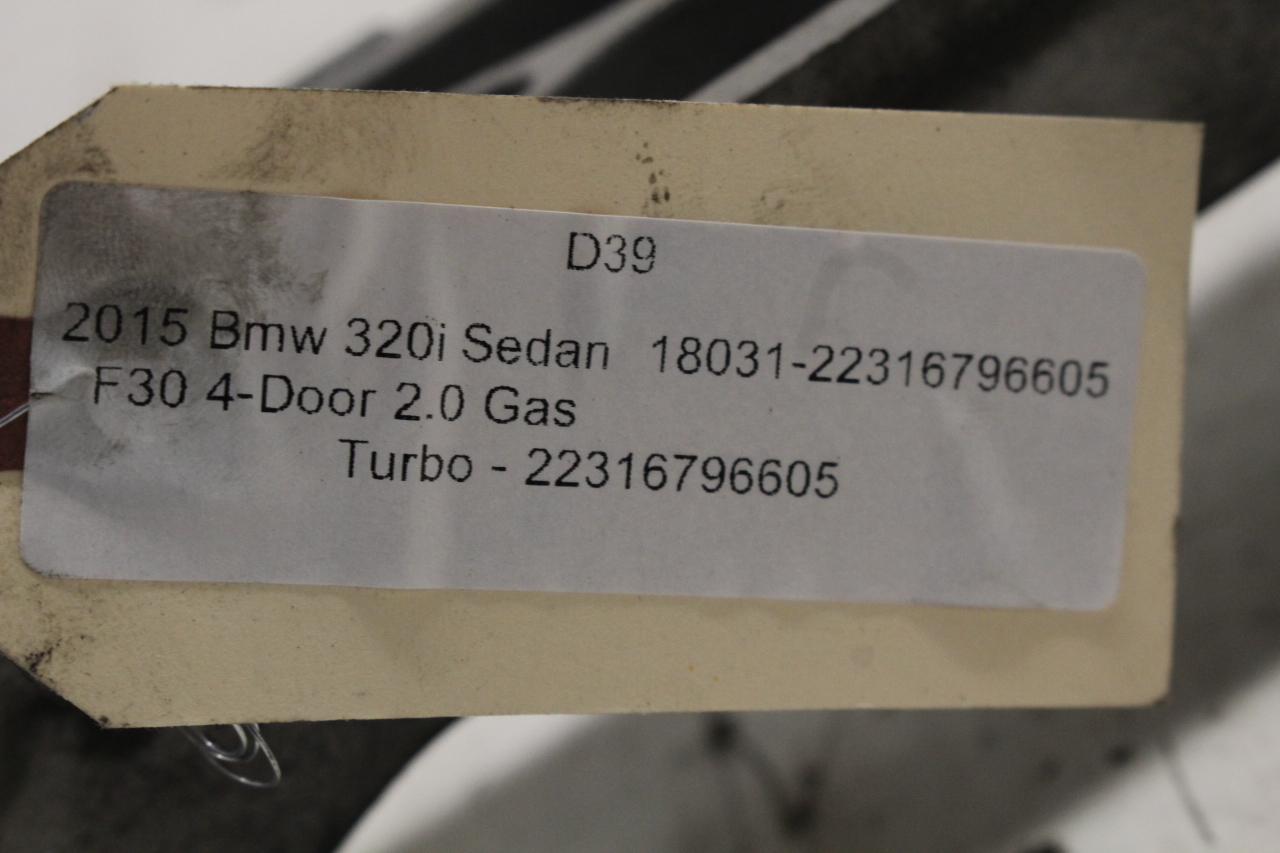 D39
2015 Bmw 320i Sedan 18031-22316796605
F30 4-Door 2.0 Gas
Turbo - 22316796605